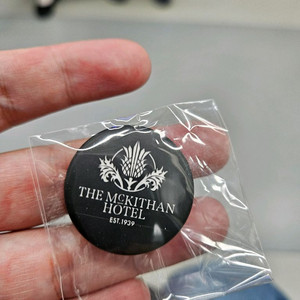 THE McKITHAN
HOTEL
EST. 1939